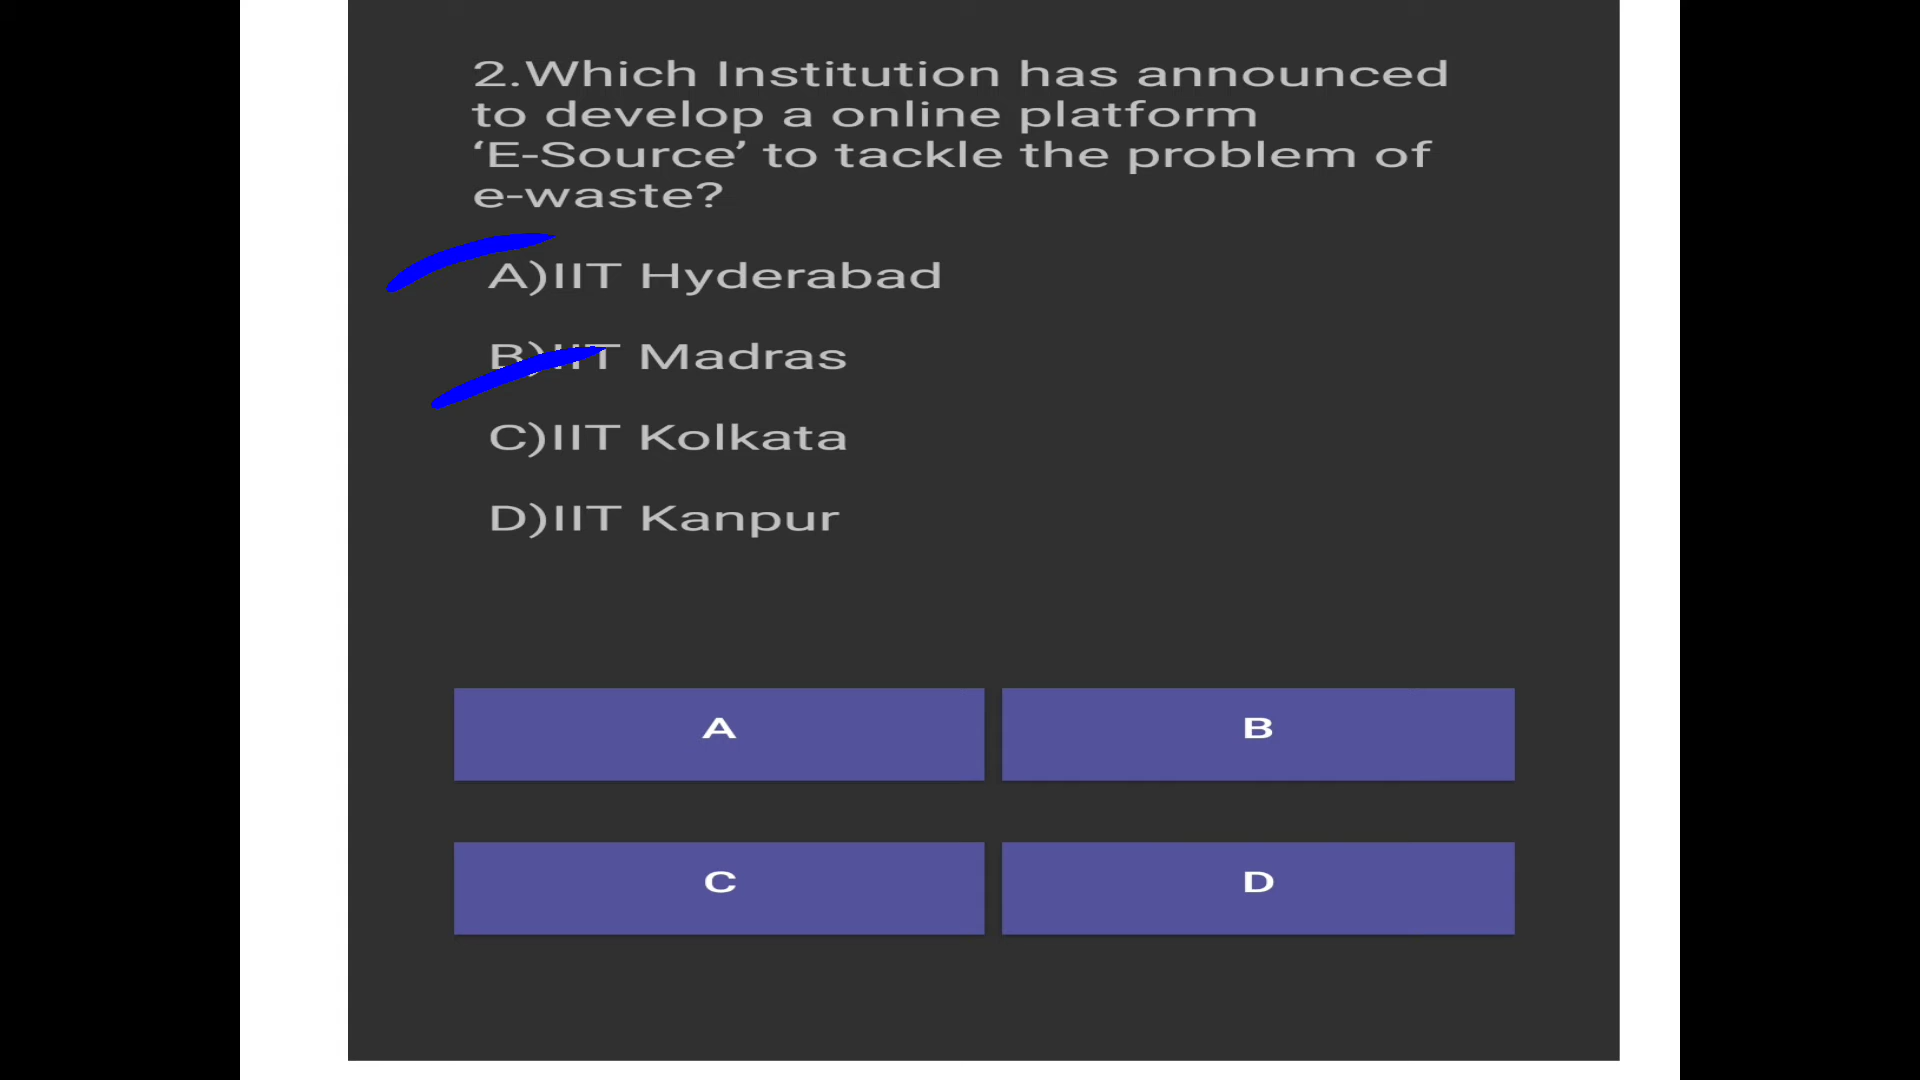 2.Which Institution has announced
to develop a online platform
‘E-Source’ to tackle the problem of
e-waste?
A)IIT Hyderabad
B)IIT Madras
C)IIT Kolkata
D)IIT Kanpur
A
B
C
D